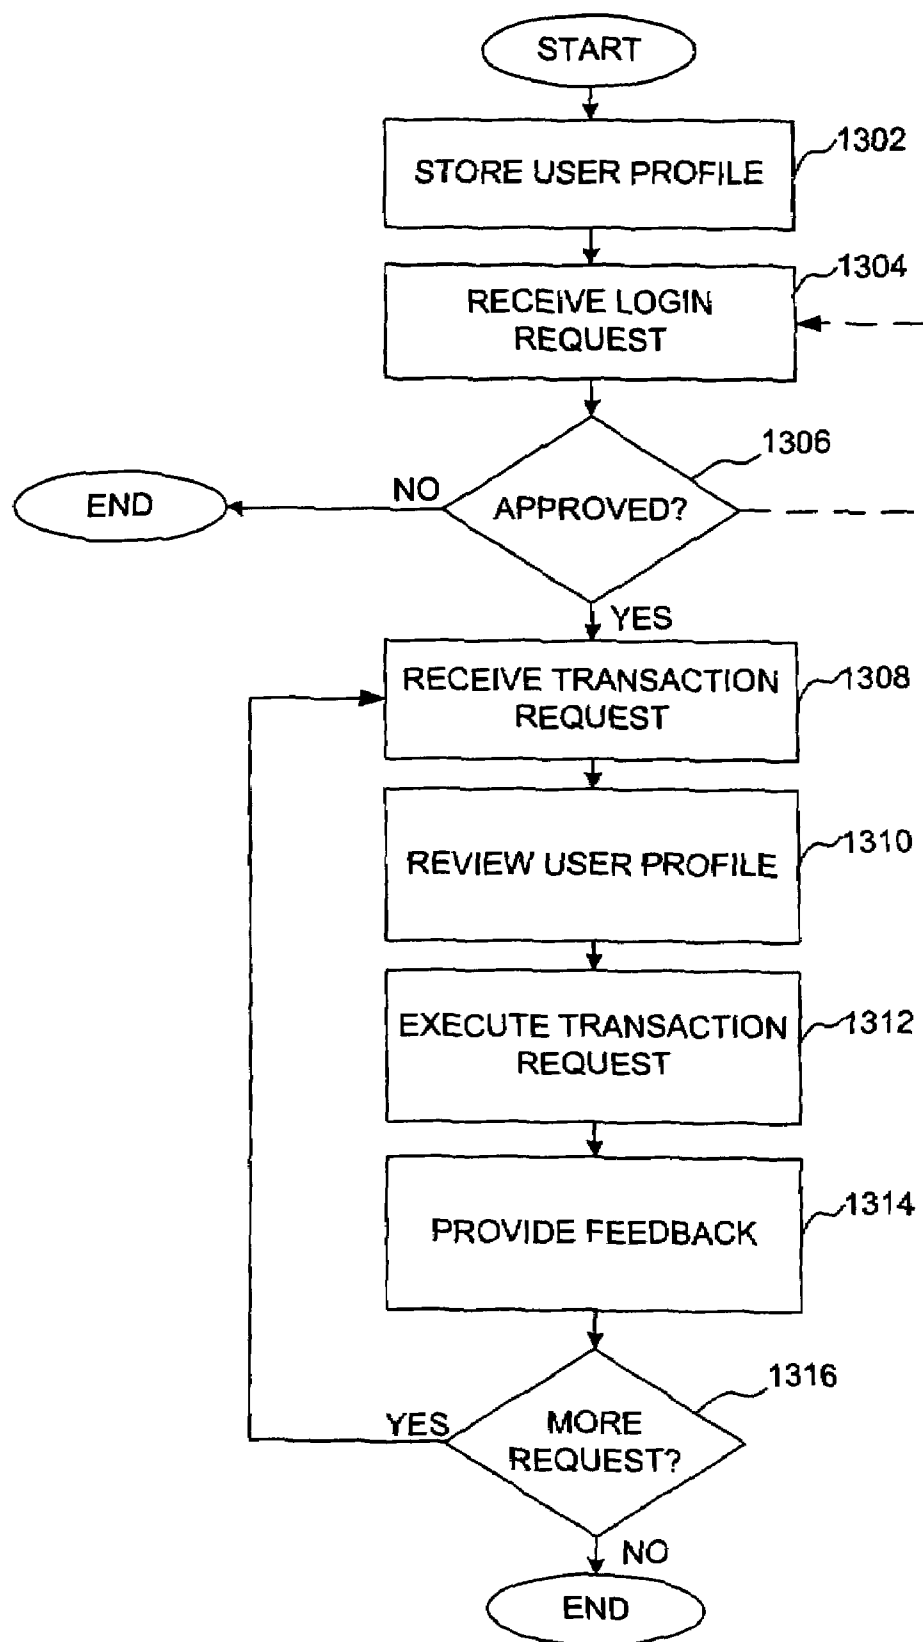 START
STORE USER PROFILE
1302
RECEIVE LOGIN
REQUEST
1304
APPROVED?
1306
NO
END
YES
RECEIVE TRANSACTION
REQUEST
1308
REVIEW USER PROFILE
1310
EXECUTE TRANSACTION
REQUEST
1312
PROVIDE FEEDBACK
1314
MORE
REQUEST?
1316
YES
NO
END